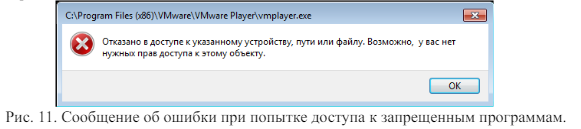 C:\Program Files (x86)\VMware\VMware Player\vmplayer.exe
Отказано в доступе к указанному устройству, пути или файлу. Возможно, у вас нет
нужных прав доступа к этому объекту.
OK
Рис. 11. Сообщение об ошибки при попытке доступа к запрещенным программам.